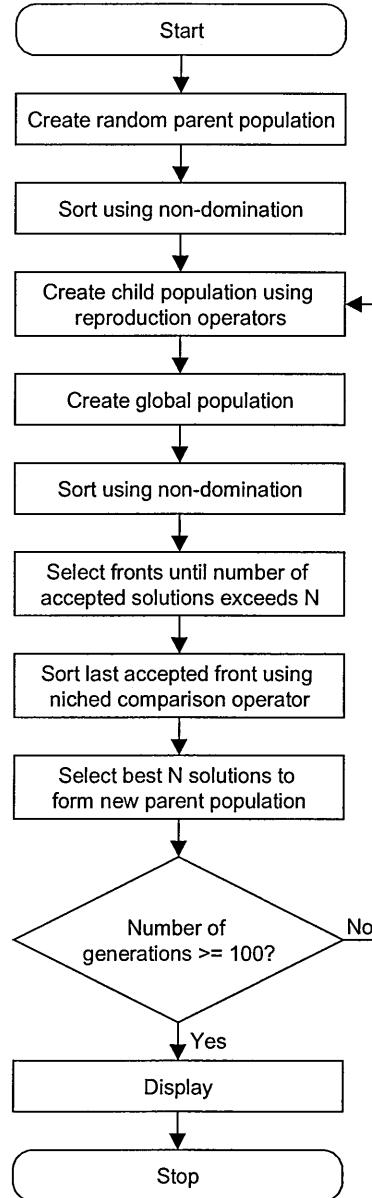 Start
Create random parent population
Sort using non-domination
Create child population using
reproduction operators
Create global population
Sort using non-domination
Select fronts until number of
accepted solutions exceeds N
Sort last accepted front using
niched comparison operator
Select best N solutions to
form new parent population
Number of
generations >= 100?
No
Yes
Display
Stop